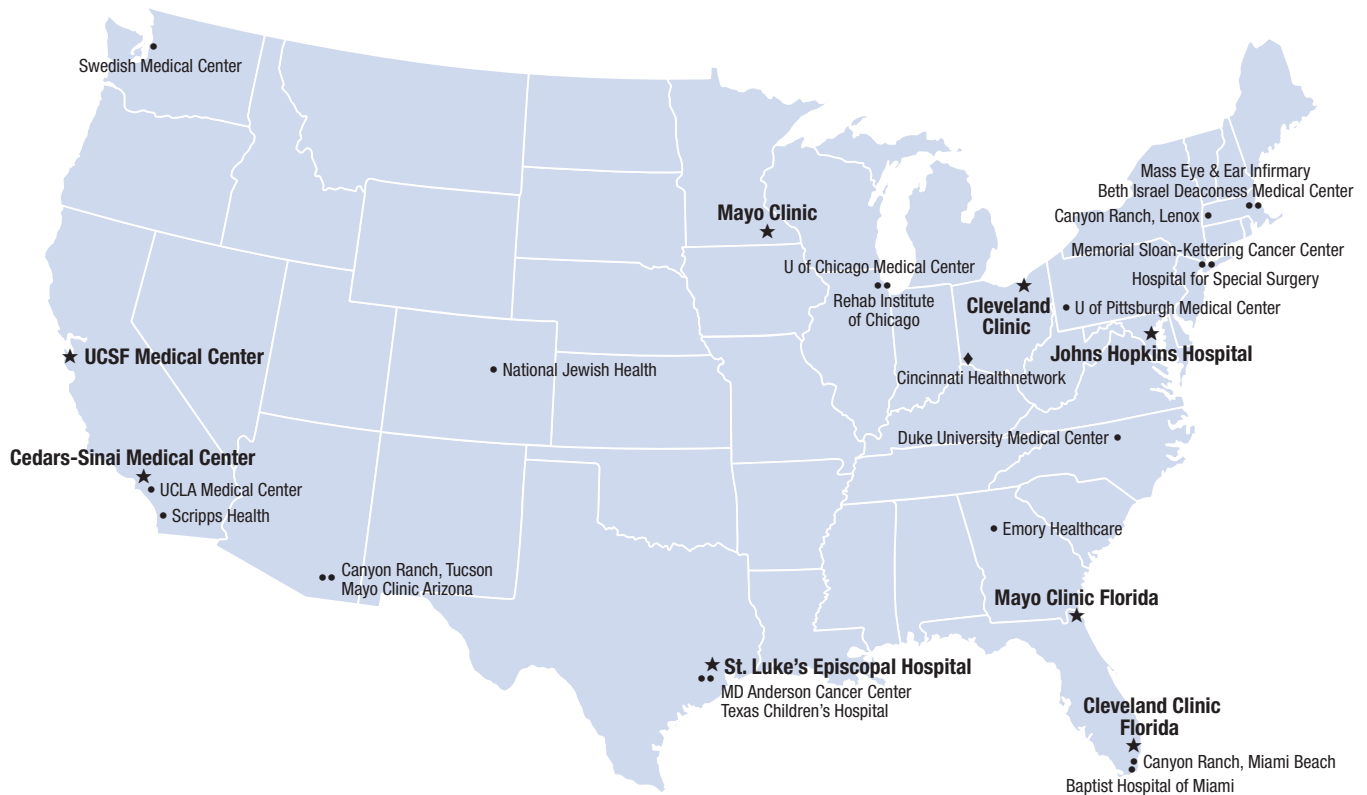 Swedish Medical Center
Mass Eye & Ear Infirmary
Beth Israel Deaconess Medical Center
Mayo Clinic
Canyon Ranch, Lenox
Memorial Sloan-Kettering Cancer Center
U of Chicago Medical Center
Hospital for Special Surgery
Rehab Institute
of Chicago
Cleveland
Clinic
U of Pittsburgh Medical Center
UCSF Medical Center
Johns Hopkins Hospital
National Jewish Health
Cincinnati Healthnetwork
Duke University Medical Center
Cedars-Sinai Medical Center
UCLA Medical Center
Scripps Health
Emory Healthcare
Canyon Ranch, Tucson
Mayo Clinic Arizona
Mayo Clinic Florida
St. Luke's Episcopal Hospital
MD Anderson Cancer Center
Texas Children's Hospital
Cleveland Clinic
Florida
Canyon Ranch, Miami Beach
Baptist Hospital of Miami